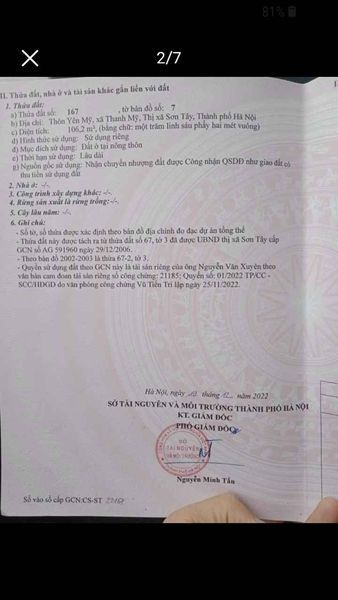 81%
2/7
II. Thửa đất, nhà ở và tài sản khác gắn liền với đất
1. Thửa đất:
a) Thửa đất số: 167 , tờ bản đồ số: 7
b) Địa chỉ: Thôn Yên Mỹ, xã Thanh Mỹ, Thị xã Sơn Tây, Thành phố Hà Nội
c) Diện tích: 106,2 m², (bằng chữ: một trăm linh sáu phẩy hai mét vuông)
d) Hình thức sử dụng: Sử dụng riêng
đ) Mục đích sử dụng: Đất ở tại nông thôn
e) Thời hạn sử dụng: Lâu dài
g) Nguồn gốc sử dụng: Nhận chuyển nhượng đất được Công nhận QSDĐ như giao đất có
thu tiền sử dụng đất
2. Nhà ở: -/-.
3. Công trình xây dựng khác: -/-.
4. Rừng sản xuất là rừng trồng: -/-.
5. Cây lâu năm: -/-.
6. Ghi chú:
- Số tờ, số thửa được xác định theo bản đồ địa chính đo đạc dự án tổng thể
- Thửa đất này được tách ra từ thửa đất số 67, tờ 3 đã được UBND thị xã Sơn Tây cấp
GCN số AG 591960 ngày 29/12/2006.
- Theo bản đồ 2002-2003 là thửa 67-2, tờ 3.
- Quyền sử dụng đất theo GCN này là tài sản riêng của ông Nguyễn Văn Xuyên theo
văn bản cam đoan tài sản riêng số công chứng: 21185; Quyển số: 01/2022 TP/CC -
SCC/HĐGD do văn phòng công chứng Vũ Tiến Trí lập ngày 25/11/2022.
Hà Nội, ngày tháng 2022
SỞ TÀI NGUYÊN VÀ MÔI TRƯỜNG THÀNH PHỐ HÀ NỘI
KT. GIÁM ĐỐC
PHÓ GIÁM ĐỐC
SỞ
TÀI NGUYÊN
VÀ MÔI TRƯỜNG
Nguyễn Minh Tấn
Số vào sổ cấp GCN:CS-ST